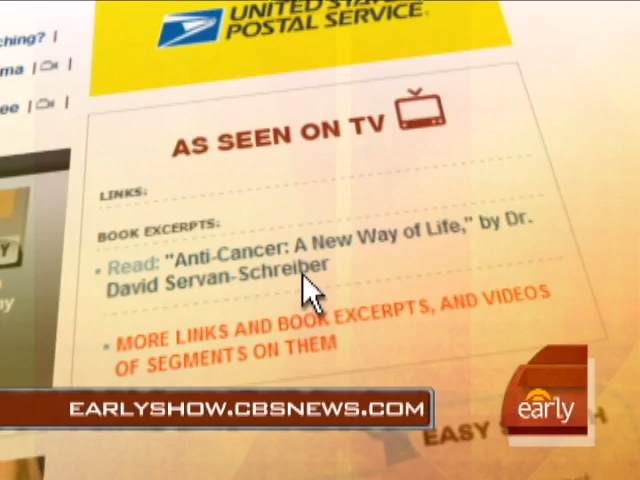 UNITED STATES
POSTAL SERVICE®
ching? |
ma |
ee | |
AS SEEN ON TV
LINKS:
BOOK EXCERPTS:
• Read: "Anti-Cancer: A New Way of Life," by Dr.
David Servan-Schreiber
• MORE LINKS AND BOOK EXCERPTS, AND VIDEOS
OF SEGMENTS ON THEM
Y
ay
EARLYSHOW.CBSNEWS.COM
early
EASY